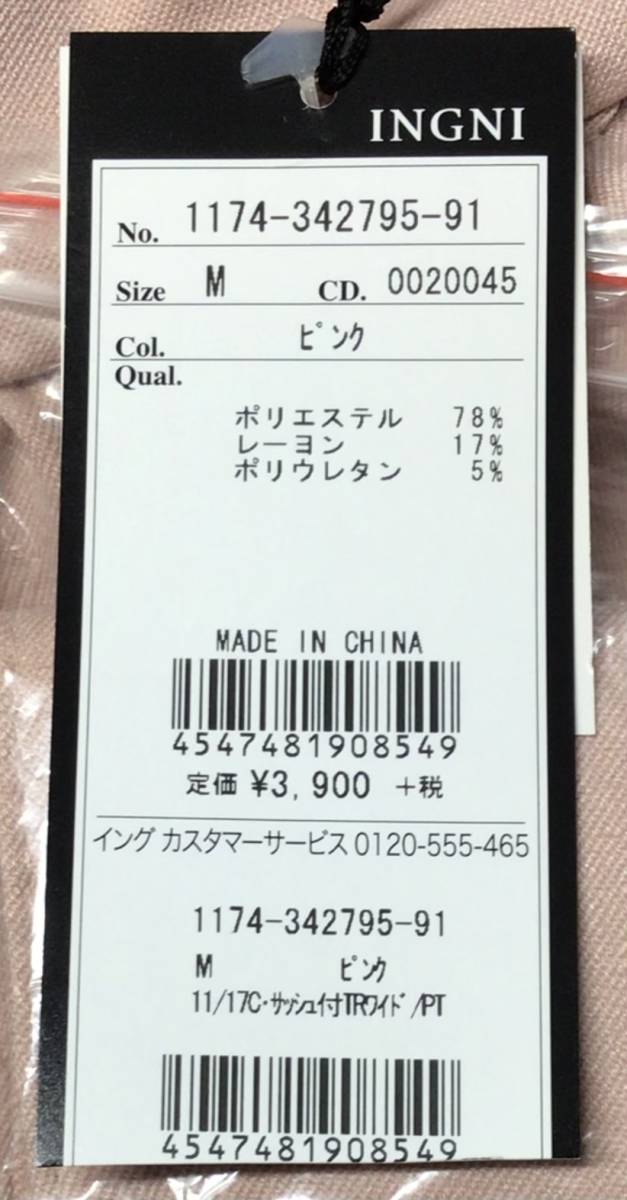 INGNI
No. 1174-342795-91
Size M CD. 0020045
Col. ﾋﾟﾝｸ
Qual.
ポリエステル 78%
レーヨン 17%
ポリウレタン 5%
MADE IN CHINA
4547481908549
定価 ¥3,900 +税
イング カスタマーサービス 0120-555-465
1174-342795-91
M ﾋﾟﾝｸ
11/17C・ｻｯｼｭ付TRﾜｲﾄﾞ/PT
4547481908549